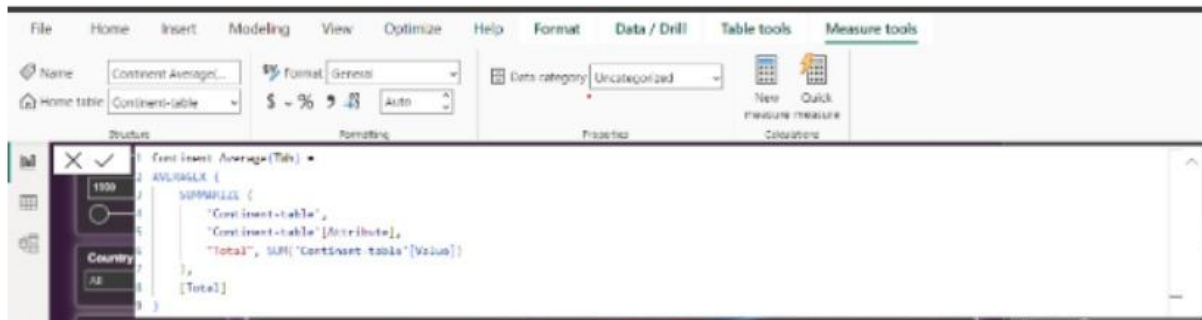 File Home Insert Modeling View Optimize Help Format Data / Drill Table tools Measure tools
Name Continent Average(... Format General Data category Uncategorized
Home table Continent-table $ % Auto New measure Quick measure
Structure Formatting Properties Calculations
1 Continent Average(Tbh) =
2 AVERAGEX (
3 SUMMARIZE (
4 'Continent-table',
5 'Continent-table'[Attribute],
6 "Total", SUM('Continent-table'[Value])
7 ),
8 [Total]
9 )
Country
All